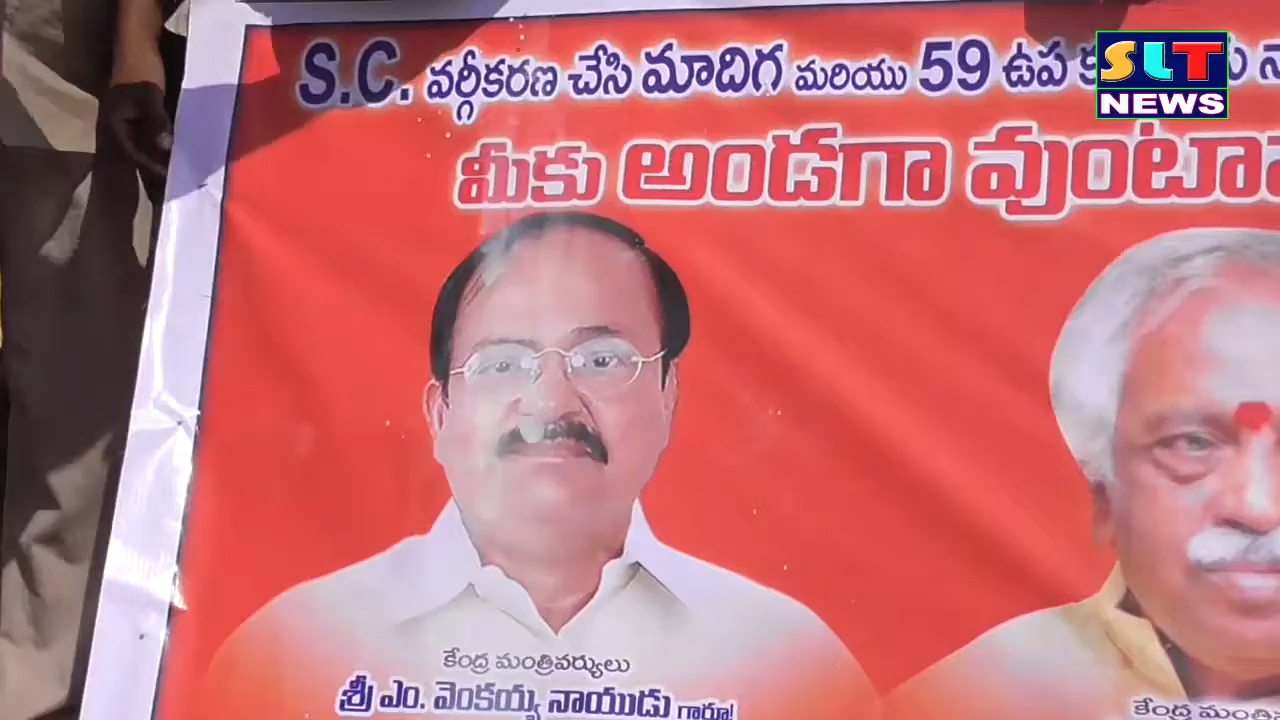 S.C. వర్గీకరణ చేసి మాదిగ మరియు 59 ఉప
SLT
NEWS
మీకు అండగా
కేంద్ర మంత్రివర్యులు
శ్రీ ఎం. వెంకయ్య నాయుడు గారూ!
కేంద్ర